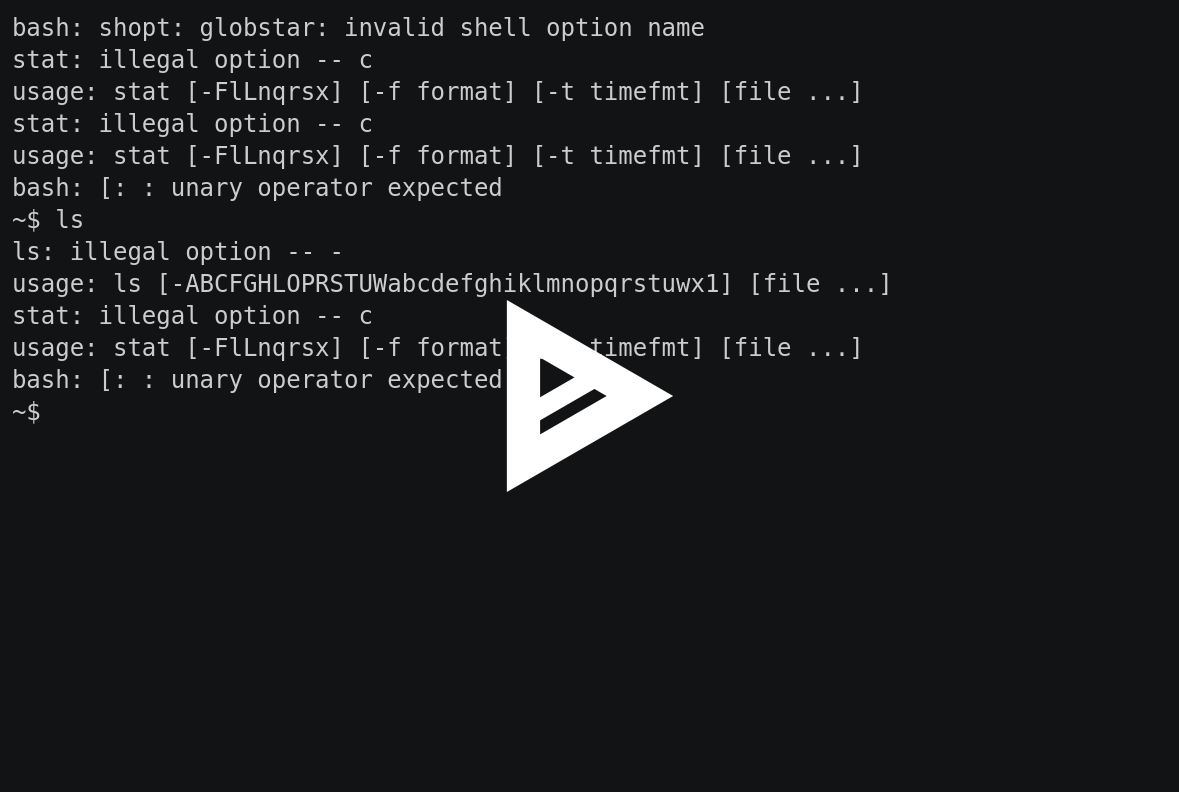 bash: shopt: globstar: invalid shell option name
stat: illegal option -- c
usage: stat [-FlLnqrsx] [-f format] [-t timefmt] [file ...]
stat: illegal option -- c
usage: stat [-FlLnqrsx] [-f format] [-t timefmt] [file ...]
bash: [: : unary operator expected
~$ ls
ls: illegal option -- -
usage: ls [-ABCFGHLOPRSTUWabcdefghiklmnopqrstuwx1] [file ...]
stat: illegal option -- c
usage: stat [-FlLnqrsx] [-f format timefmt] [file ...]
bash: [: : unary operator expected
~$